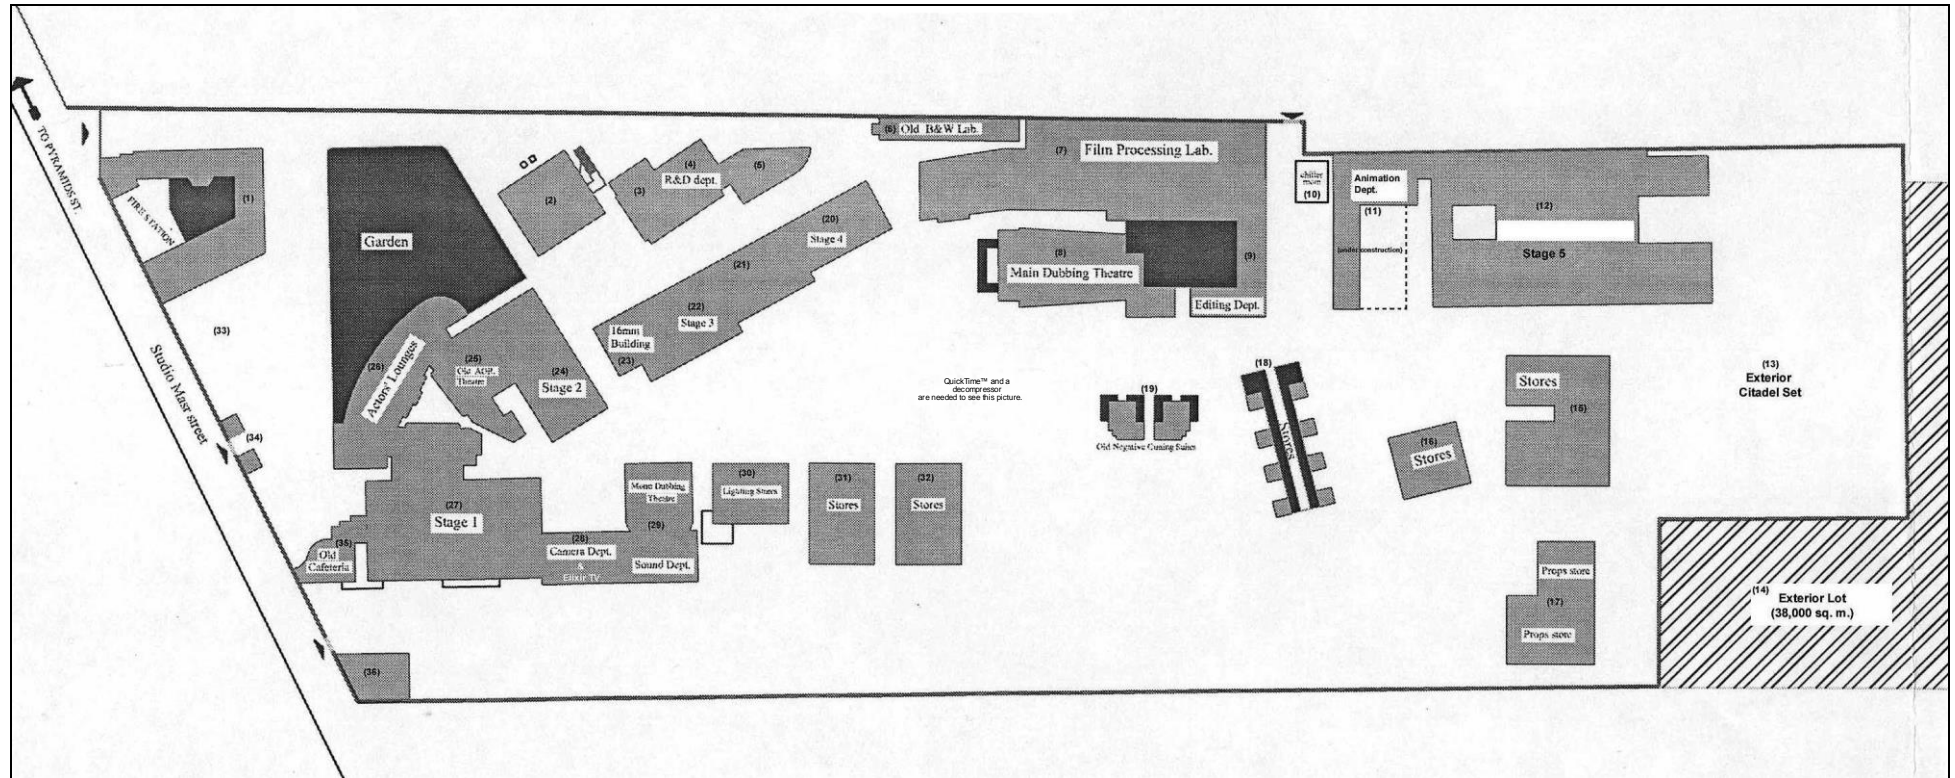 TO PYRAMIDS ST.
Studio Masr street
FIRE STATION
(1)
(33)
(34)
Garden
(2)
(3)
(4)
R&D dept.
(5)
(6) Old B&W Lab.
(7)
Film Processing Lab.
(8)
Main Dubbing Theatre
(9)
Editing Dept.
chiller
room
(10)
Animation
Dept.
(11)
(under construction)
(12)
Stage 5
(13)
Exterior
Citadel Set
(14)
Exterior Lot
(38,000 sq. m.)
Stores
(15)
(16)
Stores
Props store
(17)
Props store
(18)
Stores
(19)
Old Negative Cutting Suites
QuickTime™ and a
decompressor
are needed to see this picture.
(20)
Stage 4
(21)
(22)
Stage 3
16mm
Building
(23)
(24)
Stage 2
(25)
Theatre
(26)
Actors' Lounges
(27)
Stage 1
(28)
Camera Dept.
&
Elixir TV
Mono Dubbing
Theatre
(29)
Sound Dept.
(30)
Lighting Stores
(31)
Stores
(32)
Stores
(35)
Old
Cafeteria
(36)